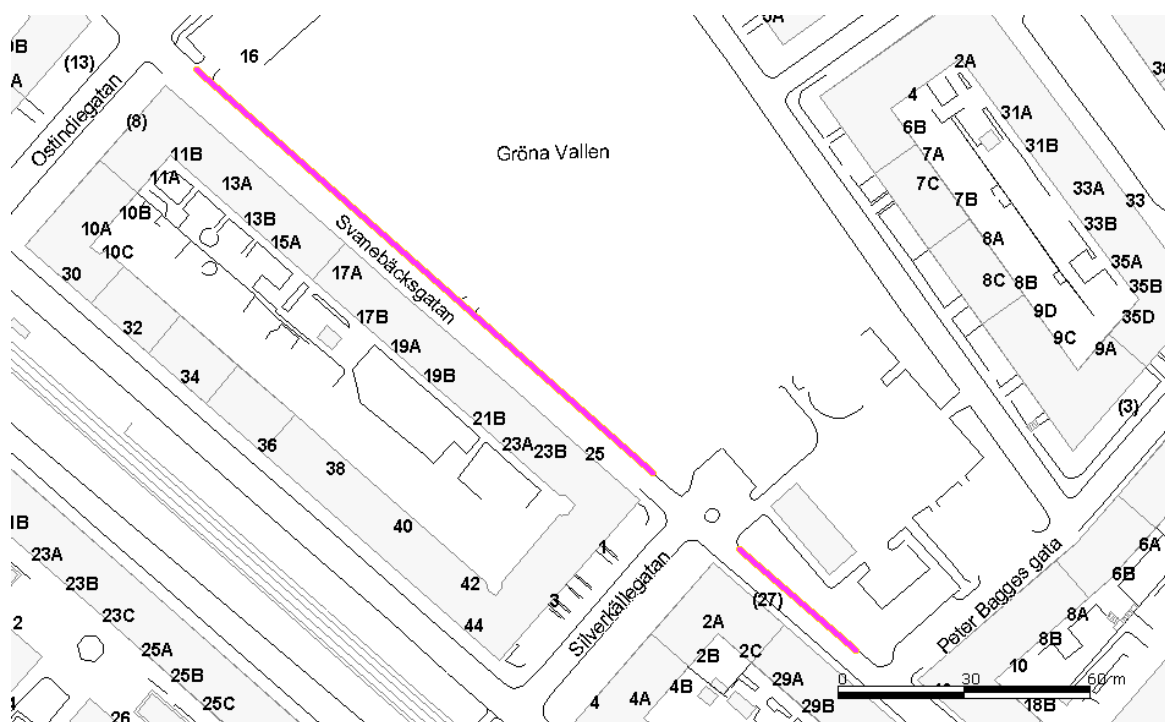 16
2A
(13)
4
31A
Ostindiegatan
(8)
6B
31B
Gröna Vallen
7A
11B
11A
13A
7C
33A
33
7B
10B
13B
33B
10A
15A
Svanebäcksgatan
8A
10C
35A
30
17A
8C
8B
35B
9D
35D
32
17B
9C
19A
9A
34
19B
(3)
21B
36
23A
23B
25
38
40
6A
23A
1
42
Peter Bagges gata
6B
23B
3
(27)
23C
44
Silverkällegatan
2A
8A
2
25A
2B
2C
8B
25B
4B
29A
10
25C
4
4A
29B
18B
26
0
30
60 m